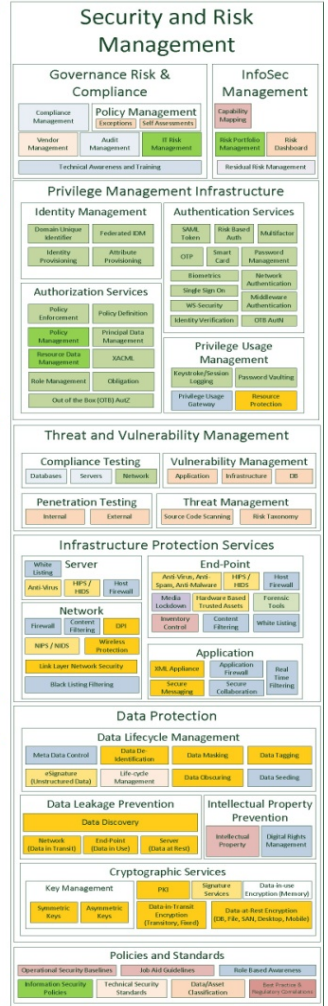 Security and Risk
Management
Governance Risk &
Compliance
Compliance
Management
Policy Management
Exceptions
Self Assessments
Vendor
Management
Audit
Management
IT Risk
Management
Technical Awareness and Training
InfoSec
Management
Capability
Mapping
Risk Portfolio
Management
Risk
Dashboard
Residual Risk Management
Privilege Management Infrastructure
Identity Management
Domain Unique
Identifier
Federated IDM
Identity
Provisioning
Attribute
Provisioning
Authorization Services
Policy
Enforcement
Policy Definition
Policy
Management
Principal Data
Management
Resource Data
Management
XACML
Role Management
Obligation
Out of the Box (OTB) AutZ
Authentication Services
SAML
Token
Risk Based
Auth
Multifactor
OTP
Smart
Card
Password
Management
Biometrics
Network
Authentication
Single Sign On
WS-Security
Middleware
Authentication
Identity Verification
OTB AutN
Privilege Usage
Management
Keystroke/Session
Logging
Password Vaulting
Privilege Usage
Gateway
Resource
Protection
Threat and Vulnerability Management
Compliance Testing
Databases
Servers
Network
Vulnerability Management
Application
Infrastructure
DB
Penetration Testing
Internal
External
Threat Management
Source Code Scanning
Risk Taxonomy
Infrastructure Protection Services
White
Listing
Server
Anti-Virus
HIPS /
HIDS
Host
Firewall
Network
Firewall
Content
Filtering
DPI
NIPS / NIDS
Wireless
Protection
Link Layer Network Security
Black Listing Filtering
End-Point
Anti-Virus, Anti-
Spam, Anti Malware
HIPS /
HIDS
Host
Firewall
Media
Lockdown
Hardware Based
Trusted Assets
Forensic
Tools
Inventory
Control
Content
Filtering
White Listing
Application
XML Appliance
Application
Firewall
Real
Time
Filtering
Secure
Messaging
Secure
Collaboration
Data Protection
Data Lifecycle Management
Meta Data Control
Data De-
Identification
Data Masking
Data Tagging
eSignature
(Unstructured Data)
Life-cycle
Management
Data Obscuring
Data Seeding
Data Leakage Prevention
Data Discovery
Network
(Data in Transit)
End-Point
(Data in Use)
Server
(Data at Rest)
Intellectual Property
Prevention
Intellectual
Property
Digital Rights
Management
Cryptographic Services
Key Management
Symmetric
Keys
Asymmetric
Keys
PKI
Signature
Services
Data-in-use
Encryption (Memory)
Data-in-Transit
Encryption
(Transitory, Fixed)
Data-at-Rest Encryption
(DB, File, SAN, Desktop, Mobile)
Policies and Standards
Operational Security Baselines
Job Aid Guidelines
Role Based Awareness
Information Security
Policies
Technical Security
Standards
Data/Asset
Classification
Best Practice &
Regulatory Correlations